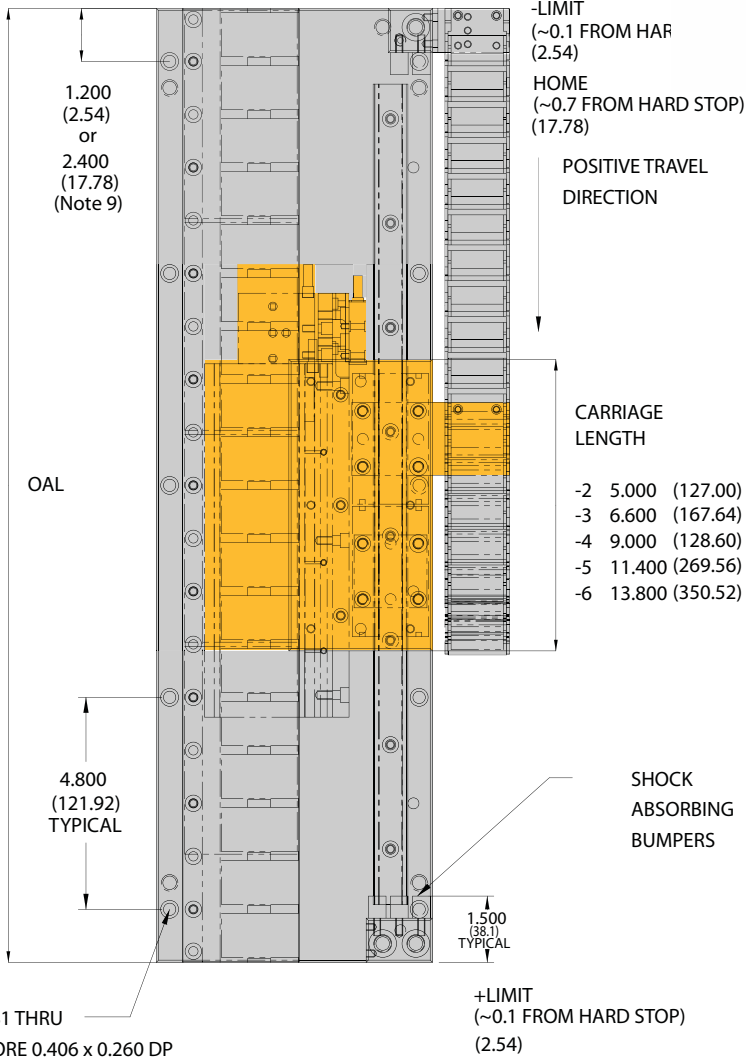 -LIMIT
(~0.1 FROM HAR
(2.54)
HOME
(~0.7 FROM HARD STOP)
(17.78)
1.200
(2.54)
or
2.400
(17.78)
(Note 9)
POSITIVE TRAVEL
DIRECTION
OAL
CARRIAGE
LENGTH
-2 5.000 (127.00)
-3 6.600 (167.64)
-4 9.000 (128.60)
-5 11.400 (269.56)
-6 13.800 (350.52)
4.800
(121.92)
TYPICAL
SHOCK
ABSORBING
BUMPERS
1.500
(38.1)
TYPICAL
1 THRU
ORE 0.406 x 0.260 DP
+LIMIT
(~0.1 FROM HARD STOP)
(2.54)